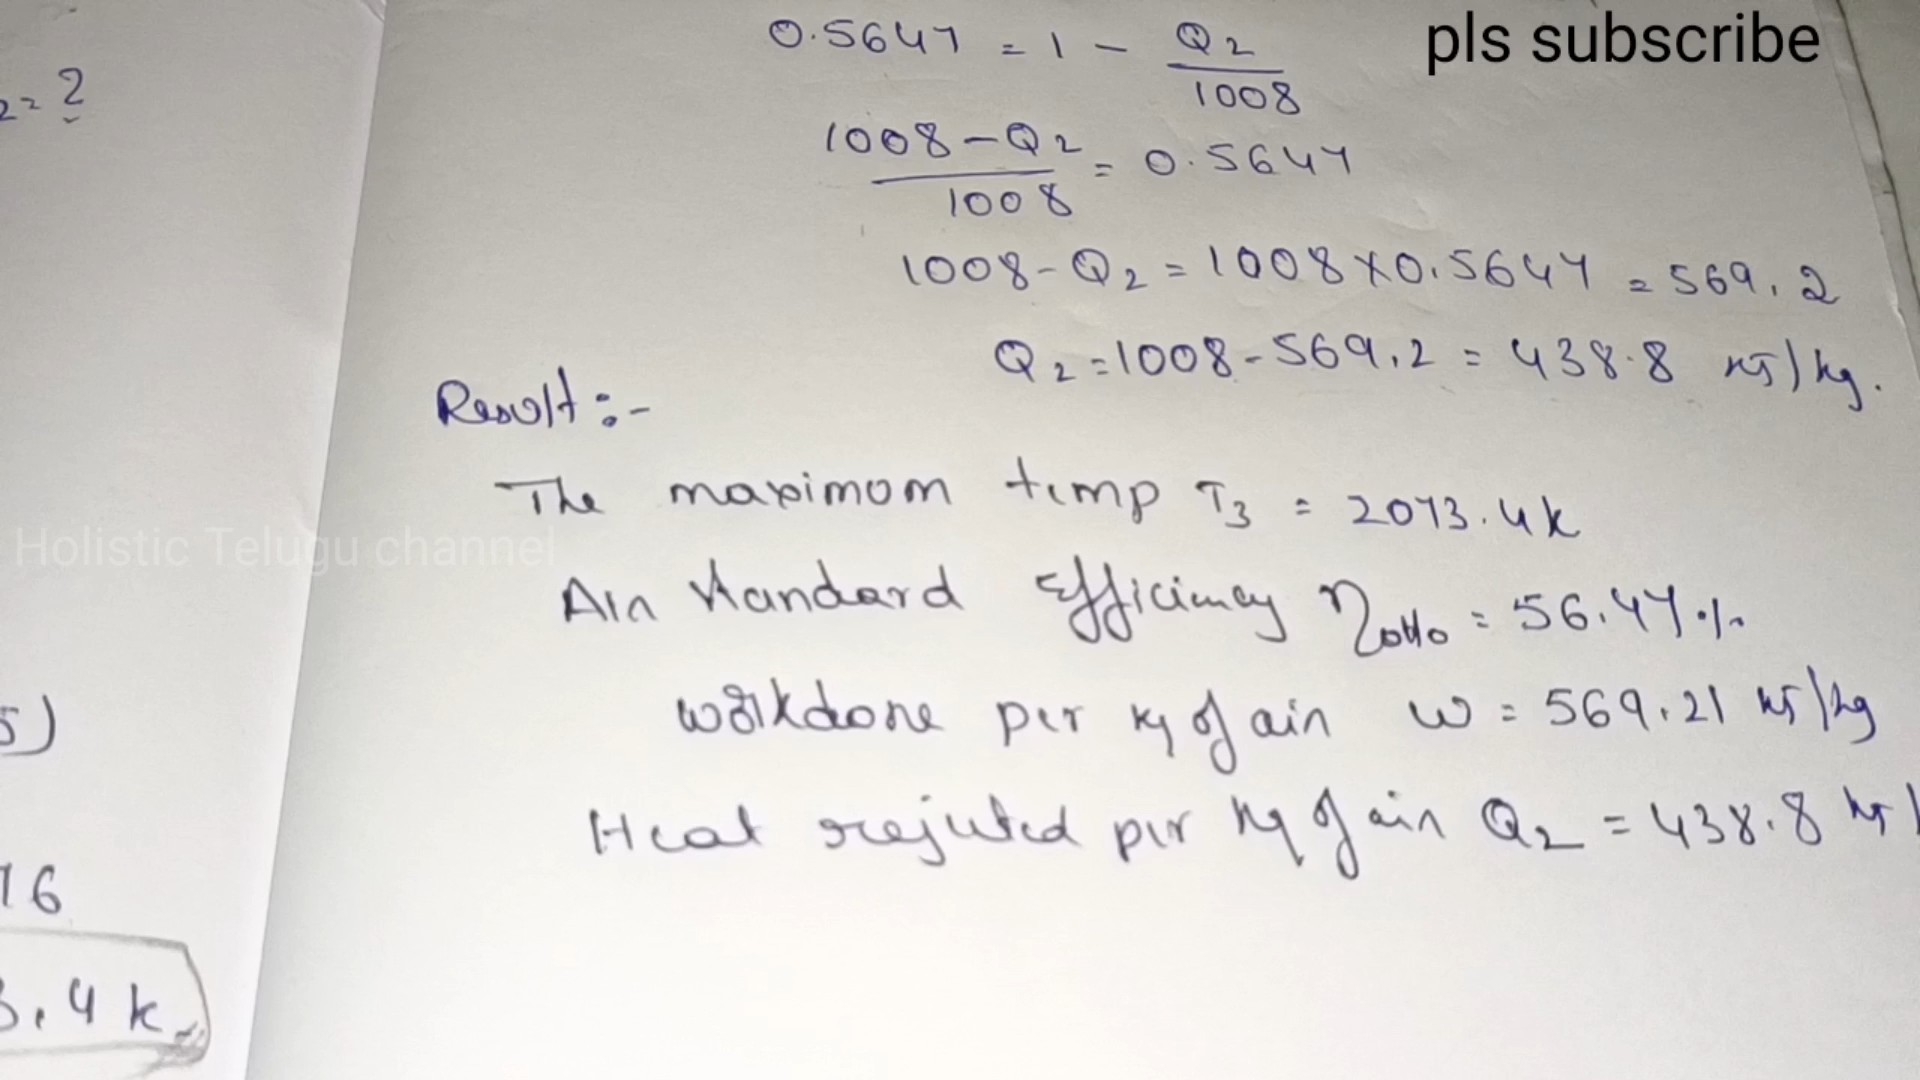 2 = ?
5)
76
3.4 k
0.5647 = 1 - Q2
1008
pls subscribe
1008 - Q2 = 0.5647
1008
1008 - Q2 = 1008 x 0.5647 = 569.2
Q2 = 1008 - 569.2 = 438.8 kJ/kg.
Result :-
The maximum temp T3 = 2073.4k
Holistic Telugu channel
Air standard Efficiency ηotto = 56.47%
workdone per kg of air w = 569.21 kJ/kg
Heat rejected per kg of air Q2 = 438.8 kJ/